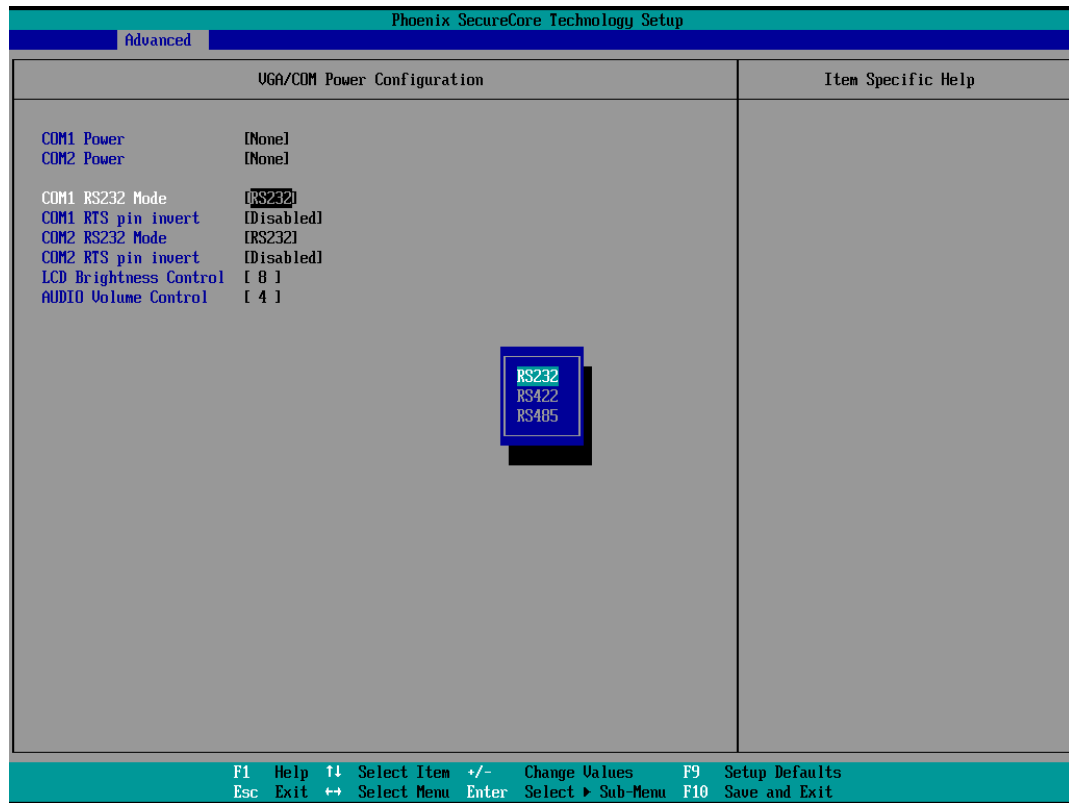 Phoenix SecureCore Technology Setup
Advanced
VGA/COM Power Configuration
Item Specific Help
COM1 Power [None]
COM2 Power [None]
COM1 RS232 Mode [RS232]
COM1 RTS pin invert [Disabled]
COM2 RS232 Mode [RS232]
COM2 RTS pin invert [Disabled]
LCD Brightness Control [ 8 ]
AUDIO Volume Control [ 4 ]
RS232
RS422
RS485
F1 Help ↑↓ Select Item +/- Change Values F9 Setup Defaults
Esc Exit ↔ Select Menu Enter Select ▶ Sub-Menu F10 Save and Exit